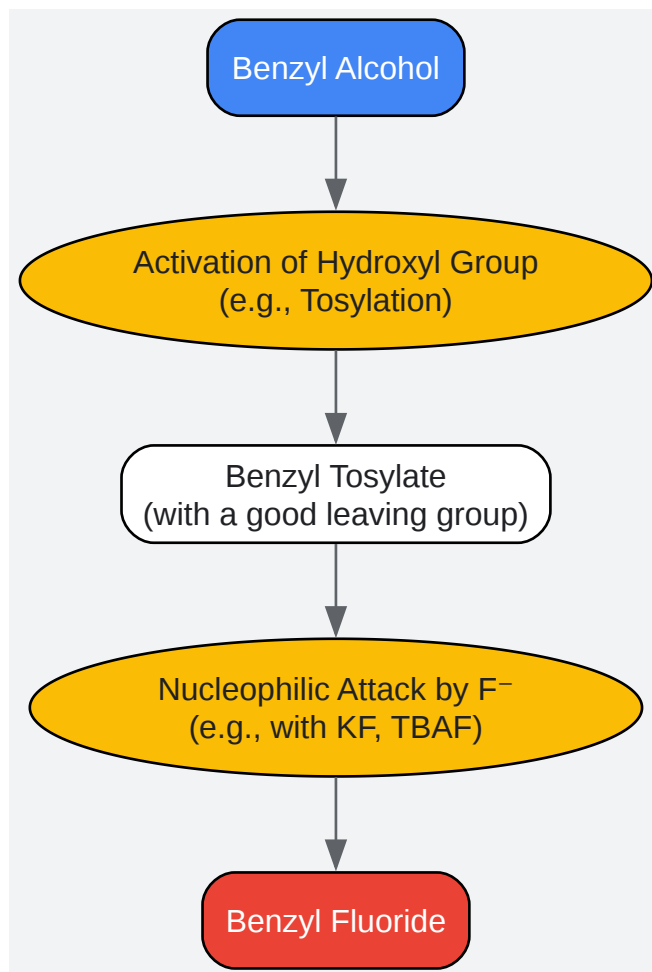 Benzyl Alcohol
Activation of Hydroxyl Group
(e.g., Tosylation)
Benzyl Tosylate
(with a good leaving group)
Nucleophilic Attack by F⁻
(e.g., with KF, TBAF)
Benzyl Fluoride